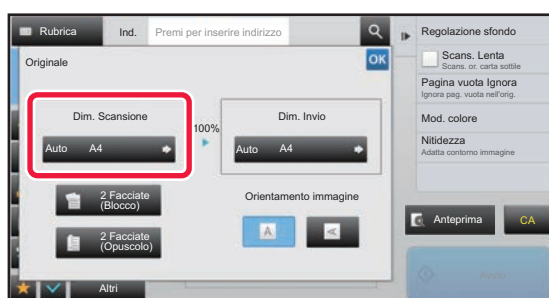 Rubrica
Ind.
Premi per inserire indirizzo
Originale
OK
Dim. Scansione
Auto A4
100%
Dim. Invio
Auto A4
2 Facciate
(Blocco)
2 Facciate
(Opuscolo)
Orientamento immagine
A
A
Altri
Regolazione sfondo
Scans. Lenta
Scans. or. carta sottile
Pagina vuota Ignora
Ignora pag. vuota nell'orig.
Mod. colore
Nitidezza
Adatta contorno immagine
Anteprima
CA
Avvio